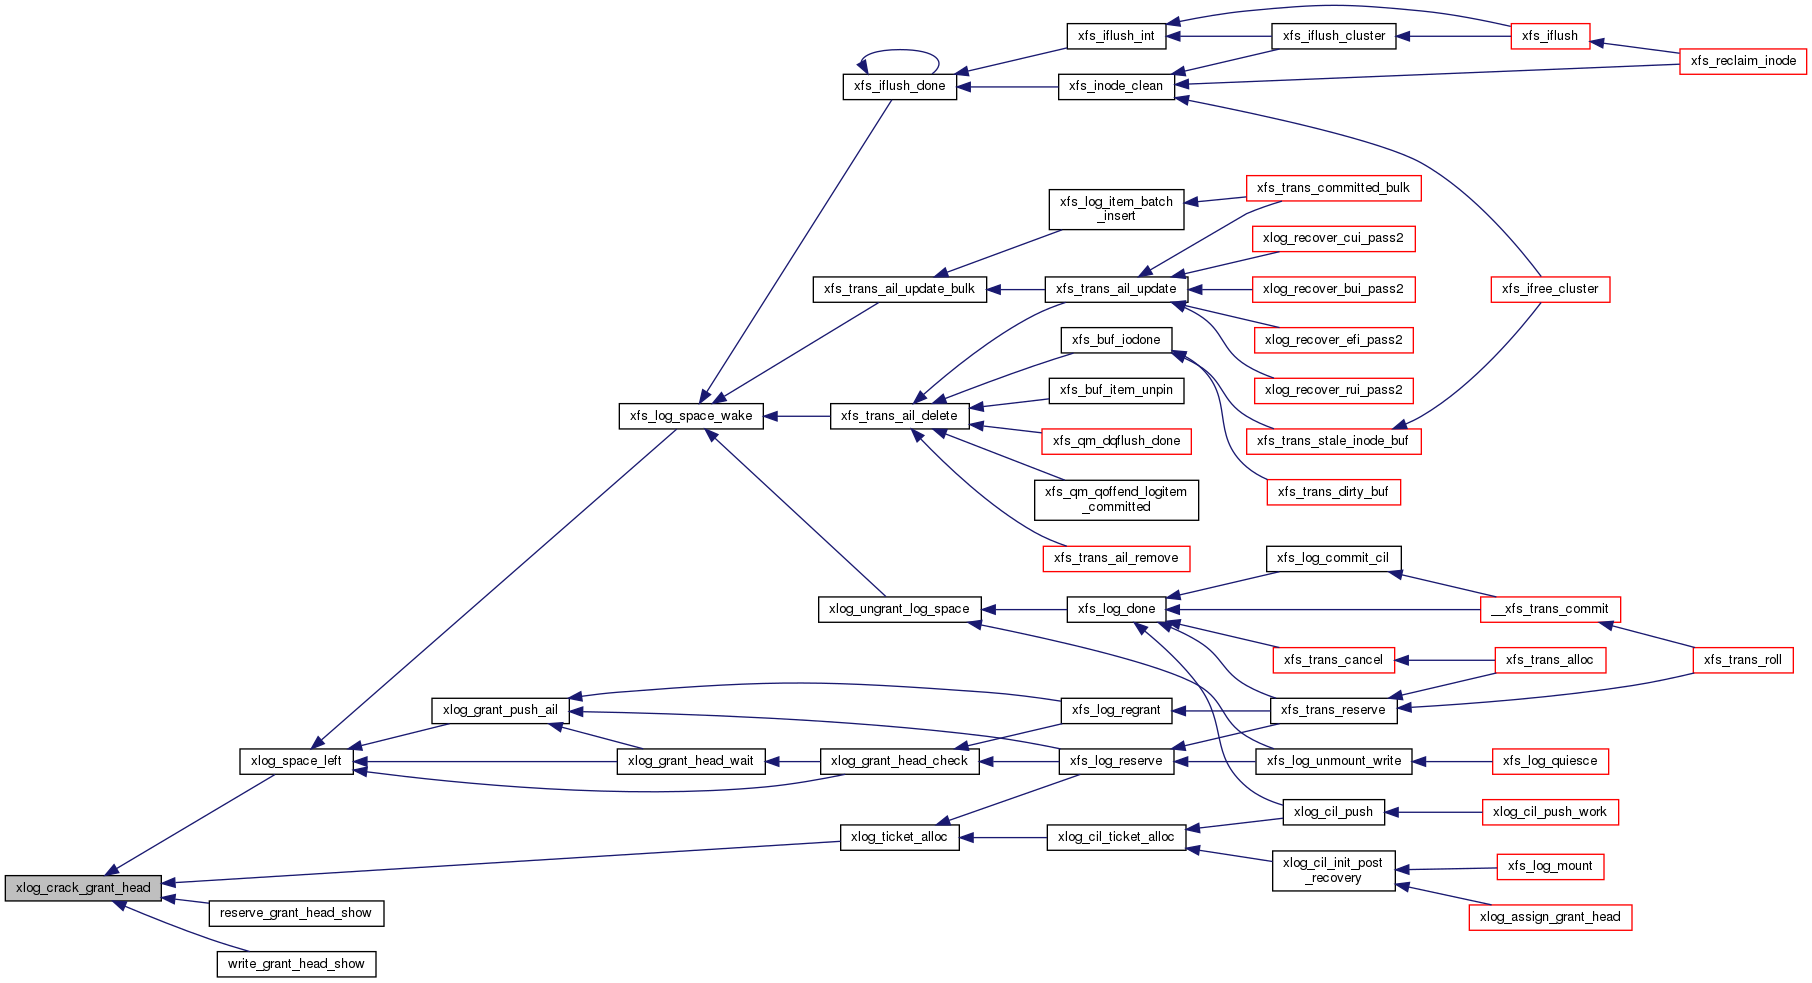 xfs_iflush_int
xfs_iflush_cluster
xfs_iflush
xfs_reclaim_inode
xfs_iflush_done
xfs_inode_clean
xfs_log_item_batch
_insert
xfs_trans_committed_bulk
xlog_recover_cui_pass2
xfs_trans_ail_update_bulk
xfs_trans_ail_update
xlog_recover_bui_pass2
xfs_ifree_cluster
xfs_buf_iodone
xlog_recover_efi_pass2
xfs_buf_item_unpin
xlog_recover_rui_pass2
xfs_log_space_wake
xfs_trans_ail_delete
xfs_qm_dqflush_done
xfs_trans_stale_inode_buf
xfs_qm_qoffend_logitem
_committed
xfs_trans_dirty_buf
xfs_trans_ail_remove
xfs_log_commit_cil
xlog_ungrant_log_space
xfs_log_done
__xfs_trans_commit
xfs_trans_cancel
xfs_trans_alloc
xfs_trans_roll
xlog_grant_push_ail
xfs_log_regrant
xfs_trans_reserve
xlog_space_left
xlog_grant_head_wait
xlog_grant_head_check
xfs_log_reserve
xfs_log_unmount_write
xfs_log_quiesce
xlog_cil_push
xlog_cil_push_work
xlog_ticket_alloc
xlog_cil_ticket_alloc
xlog_cil_init_post
_recovery
xfs_log_mount
xlog_crack_grant_head
reserve_grant_head_show
xlog_assign_grant_head
write_grant_head_show